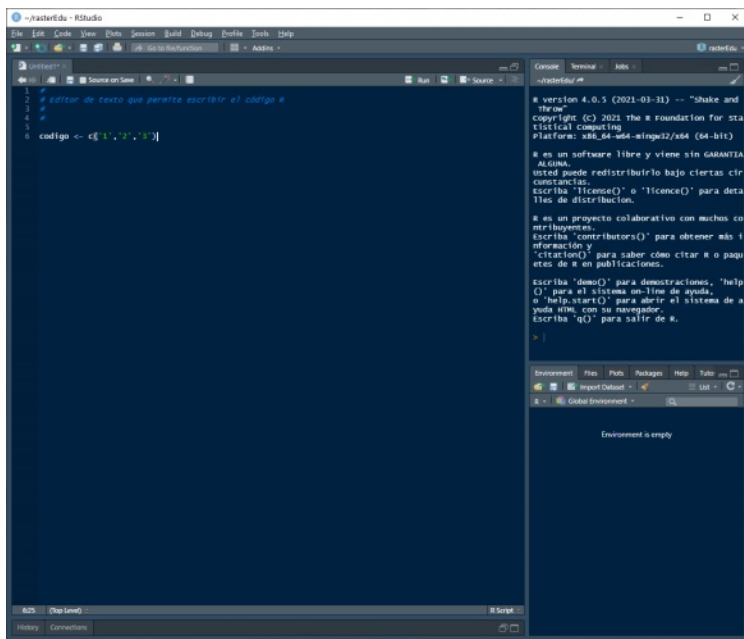 ~/rasterEdu - RStudio
File Edit Code View Plots Session Build Debug Profile Tools Help
Go to file/function Addins rasterEdu
Untitled1*
Source on Save Run Source
1 #
2 # Editor de texto que permite escribir el código R
3 #
4 #
5
6 codigo <- c('1','2','3')
6:25 (Top Level) R Script
History Connections
Console Terminal Jobs
~/rasterEdu/
R version 4.0.5 (2021-03-31) -- "Shake and
Throw"
Copyright (C) 2021 The R Foundation for Sta
tistical Computing
Platform: x86_64-w64-mingw32/x64 (64-bit)
R es un software libre y viene sin GARANTIA
ALGUNA.
Usted puede redistribuirlo bajo ciertas cir
cunstancias.
Escriba 'license()' o 'licence()' para deta
lles de distribucion.
R es un proyecto colaborativo con muchos co
ntribuyentes.
Escriba 'contributors()' para obtener más i
nformación y
'citation()' para saber cómo citar R o paqu
etes de R en publicaciones.
Escriba 'demo()' para demostraciones, 'help
()' para el sistema on-line de ayuda,
o 'help.start()' para abrir el sistema de a
yuda HTML con su navegador.
Escriba 'q()' para salir de R.
>
Environment Files Plots Packages Help Tuto
Import Dataset List
R Global Environment
Environment is empty